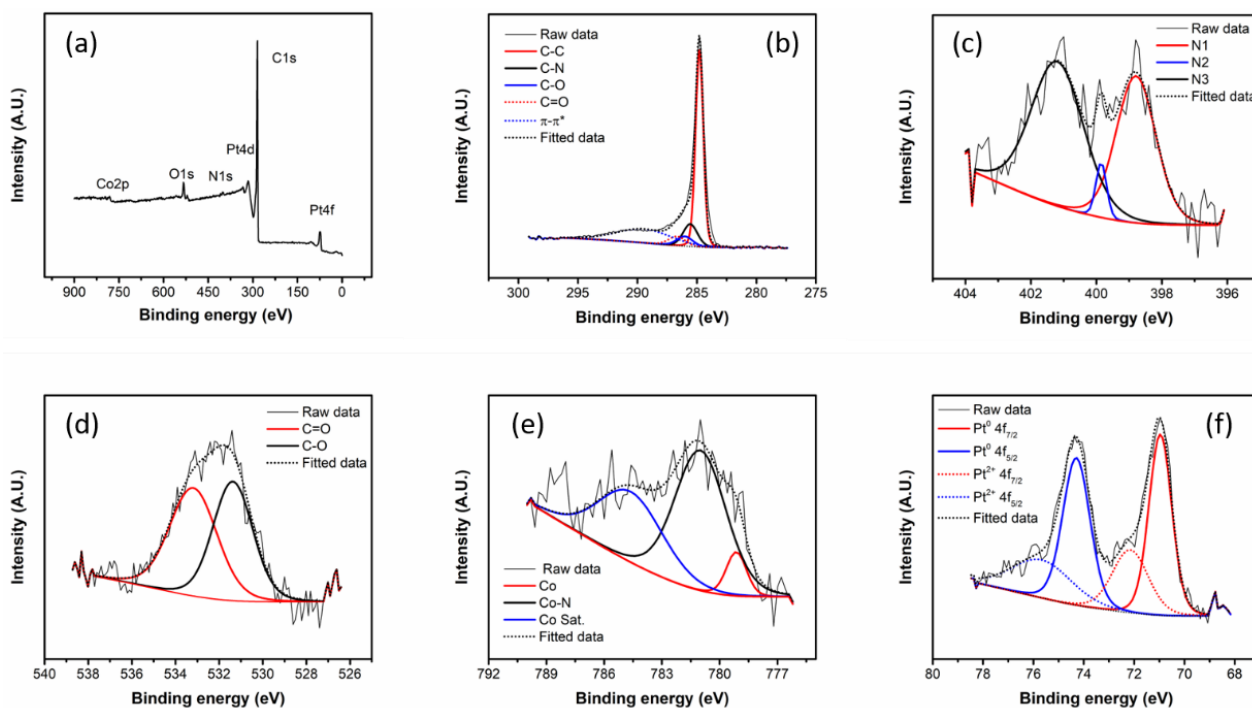 (a)
C1s
Pt4d
O1s
N1s
Co2p
Pt4f
Intensity (A.U.)
900 750 600 450 300 150 0
Binding energy (eV)
(b)
Raw data
C-C
C-N
C-O
C=O
π-π*
Fitted data
Intensity (A.U.)
300 295 290 285 280 275
Binding energy (eV)
(c)
Raw data
N1
N2
N3
Fitted data
Intensity (A.U.)
404 402 400 398 396
Binding energy (eV)
(d)
Raw data
C=O
C-O
Fitted data
Intensity (A.U.)
540 538 536 533 531 528 526
Binding energy (eV)
(e)
Raw data
Co
Co-N
Co Sat.
Fitted data
Intensity (A.U.)
792 789 786 783 780 777
Binding energy (eV)
(f)
Raw data
Pt⁰ 4f₇/₂
Pt⁰ 4f₅/₂
Pt²⁺ 4f₇/₂
Pt²⁺ 4f₅/₂
Fitted data
Intensity (A.U.)
80 78 76 74 72 70 68
Binding energy (eV)